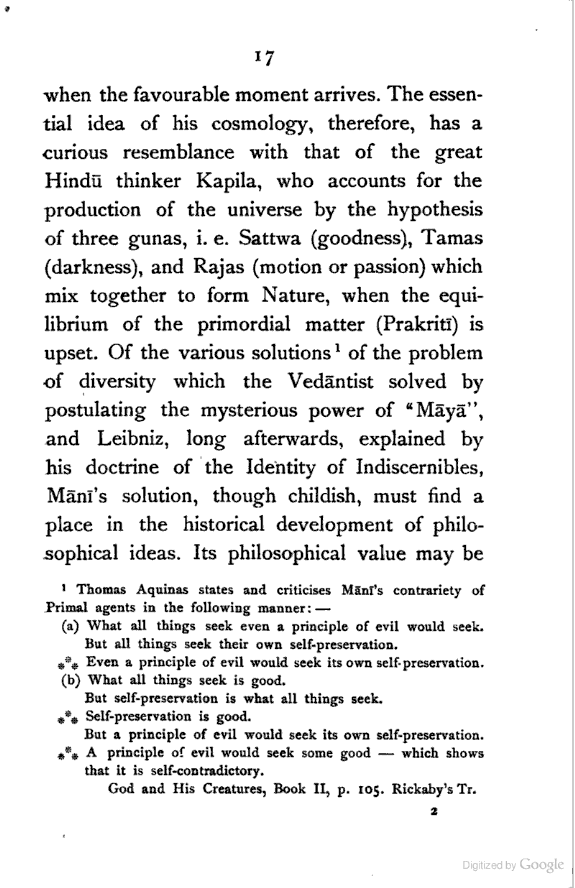 17
when the favourable moment arrives. The essen-
tial idea of his cosmology, therefore, has a
curious resemblance with that of the great
Hindū thinker Kapila, who accounts for the
production of the universe by the hypothesis
of three gunas, i. e. Sattwa (goodness), Tamas
(darkness), and Rajas (motion or passion) which
mix together to form Nature, when the equi-
librium of the primordial matter (Prakritī) is
upset. Of the various solutions¹ of the problem
of diversity which the Vedāntist solved by
postulating the mysterious power of “Māyā”,
and Leibniz, long afterwards, explained by
his doctrine of the Identity of Indiscernibles,
Mānī's solution, though childish, must find a
place in the historical development of philo-
sophical ideas. Its philosophical value may be
¹ Thomas Aquinas states and criticises Mānī's contrariety of
Primal agents in the following manner: —
(a) What all things seek even a principle of evil would seek.
But all things seek their own self-preservation.
⁂ Even a principle of evil would seek its own self-preservation.
(b) What all things seek is good.
But self-preservation is what all things seek.
⁂ Self-preservation is good.
But a principle of evil would seek its own self-preservation.
⁂ A principle of evil would seek some good — which shows
that it is self-contradictory.
God and His Creatures, Book II, p. 105. Rickaby's Tr.
2
Digitized by Google